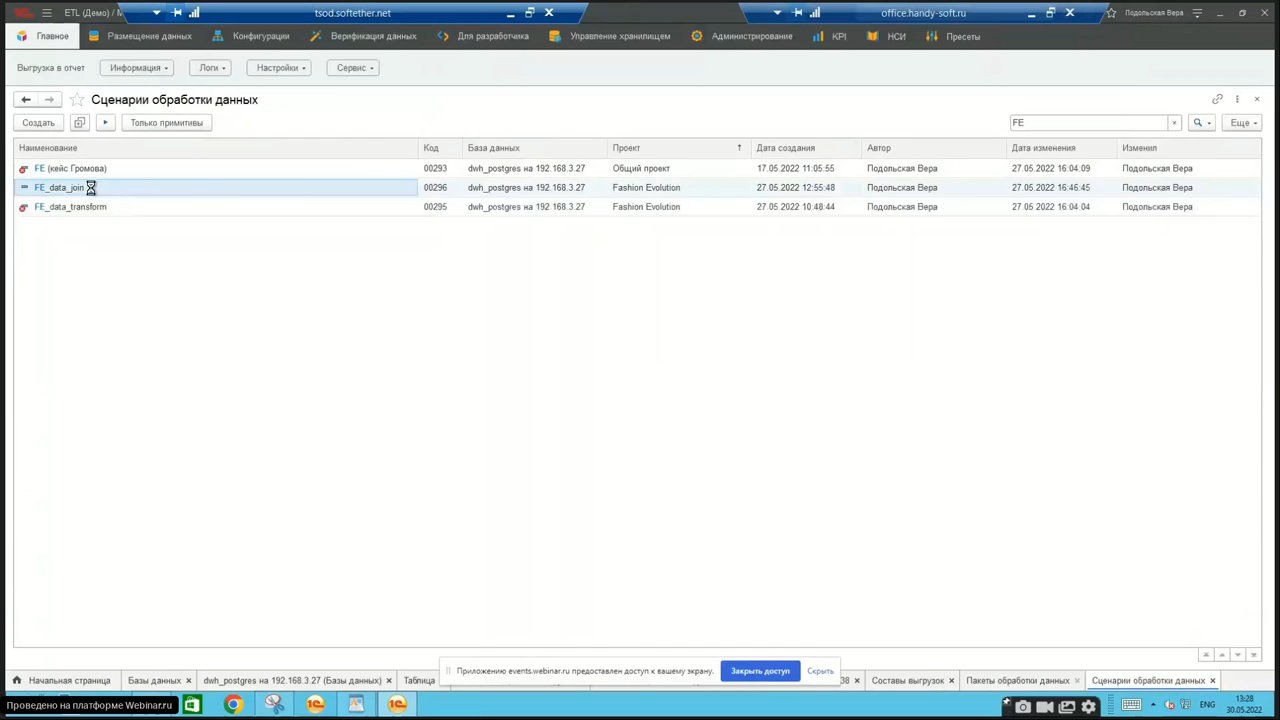 ETL (Демо) / М
tsod.softether.net
office.handy-soft.ru
Подольская Вера
Главное Размещение данных Конфигурации Верификация данных Для разработчика Управление хранилищем Администрирование KPI НСИ Пресеты
Выгрузка в отчет Информация Логи Настройки Сервис
Сценарии обработки данных
Создать Только примитивы FE × Еще
Наименование Код База данных Проект ↑ Дата создания Автор Дата изменения Изменил
FE (кейс Громова) 00293 dwh_postgres на 192.168.3.27 Общий проект 17.05.2022 11:05:55 Подольская Вера 27.05.2022 16:04:09 Подольская Вера
FE_data_join 00296 dwh_postgres на 192.168.3.27 Fashion Evolution 27.05.2022 12:55:48 Подольская Вера 27.05.2022 16:46:45 Подольская Вера
FE_data_transform 00295 dwh_postgres на 192.168.3.27 Fashion Evolution 27.05.2022 10:48:44 Подольская Вера 27.05.2022 16:04:04 Подольская Вера
Приложению events.webinar.ru предоставлен доступ к вашему экрану. Закрыть доступ Скрыть
Начальная страница Базы данных × dwh_postgres на 192.168.3.27 (Базы данных) × Таблица 38 × Составы выгрузок × Пакеты обработки данных × Сценарии обработки данных ×
Проведено на платформе Webinar.ru
ENG
13:28
30.05.2022